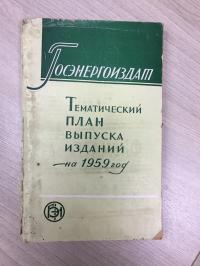 Госэнергоиздат
Тематический
план
выпуска
изданий
на 1959 год
ГЭИ